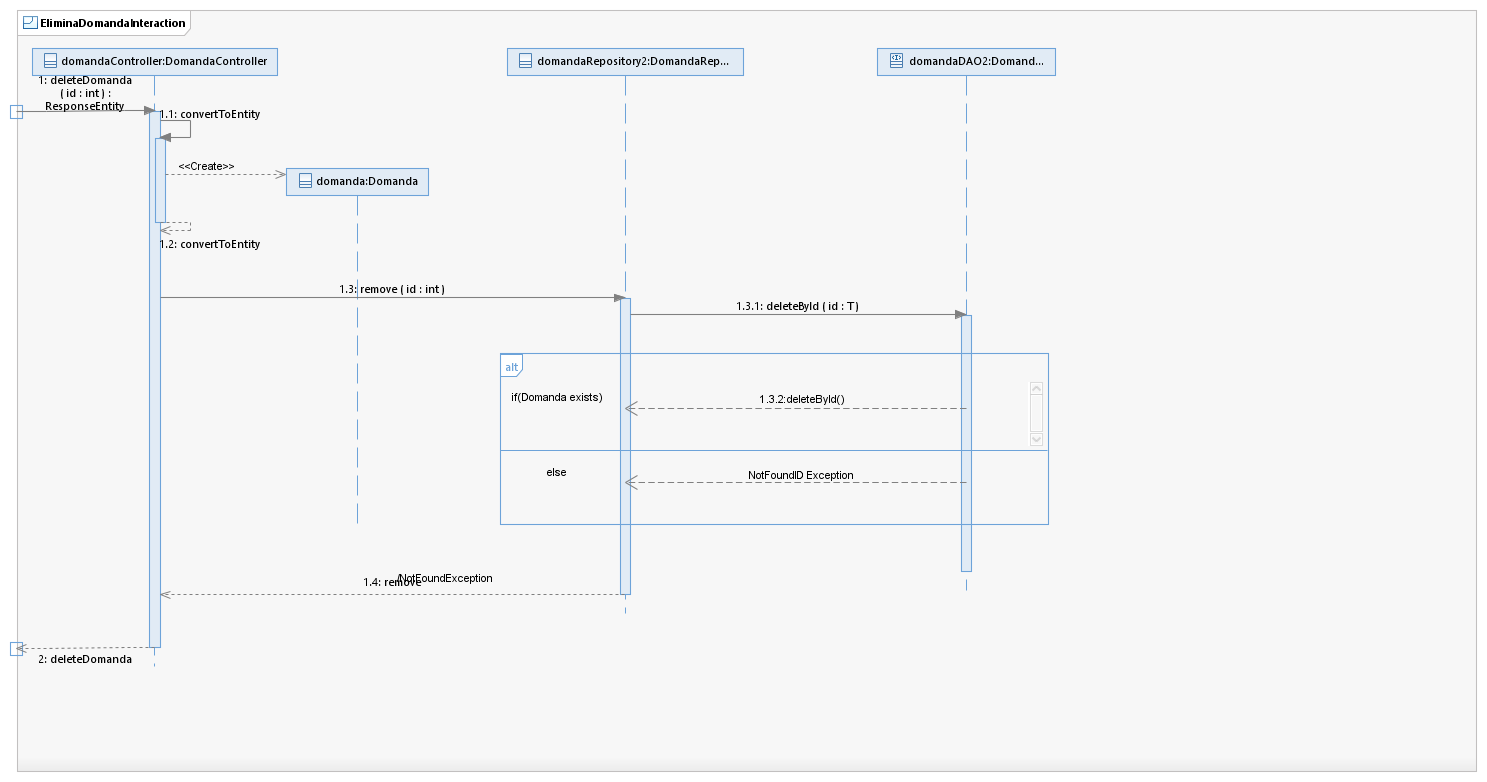 EliminaDomandaInteraction
domandaController:DomandaController
domandaRepository2:DomandaRep...
domandaDAO2:Domand...
1: deleteDomanda
( id : int ) :
ResponseEntity
1.1: convertToEntity
<<Create>>
domanda:Domanda
1.2: convertToEntity
1.3: remove ( id : int )
1.3.1: deleteById ( id : T )
alt
if(Domanda exists)
1.3.2:deleteById()
else
NotFoundID Exception
1.4: remove
/NotFoundException
2: deleteDomanda